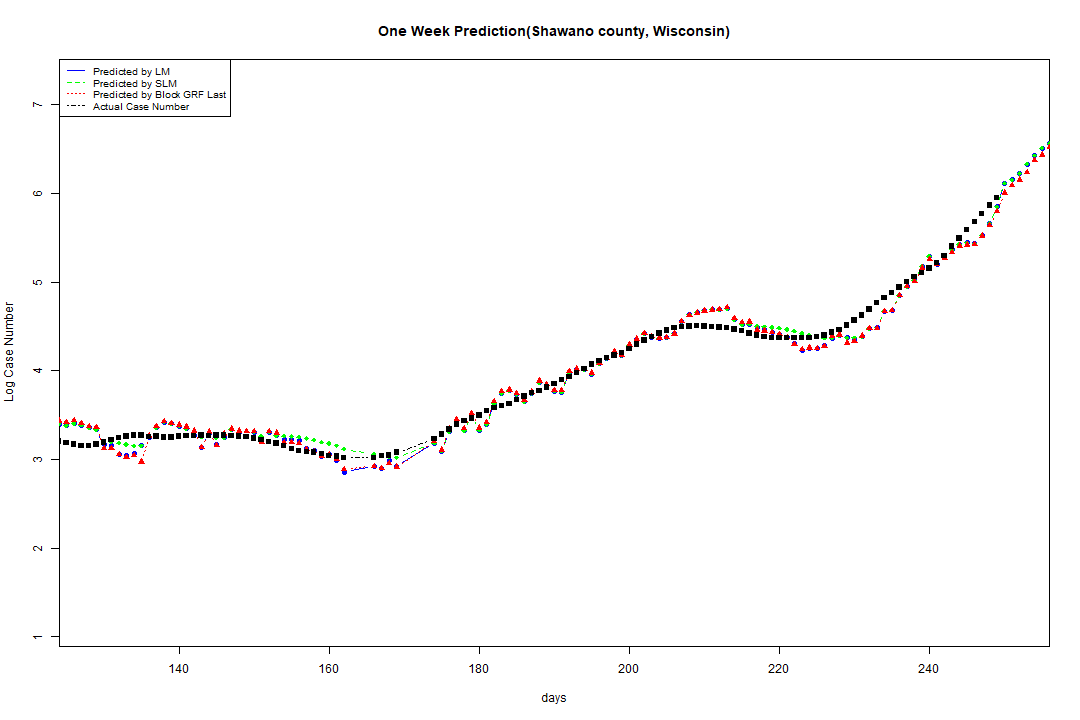 One Week Prediction(Shawano county, Wisconsin)
Predicted by LM
Predicted by SLM
Predicted by Block GRF Last
Actual Case Number
7
6
5
4
3
2
1
Log Case Number
140 160 180 200 220 240
days